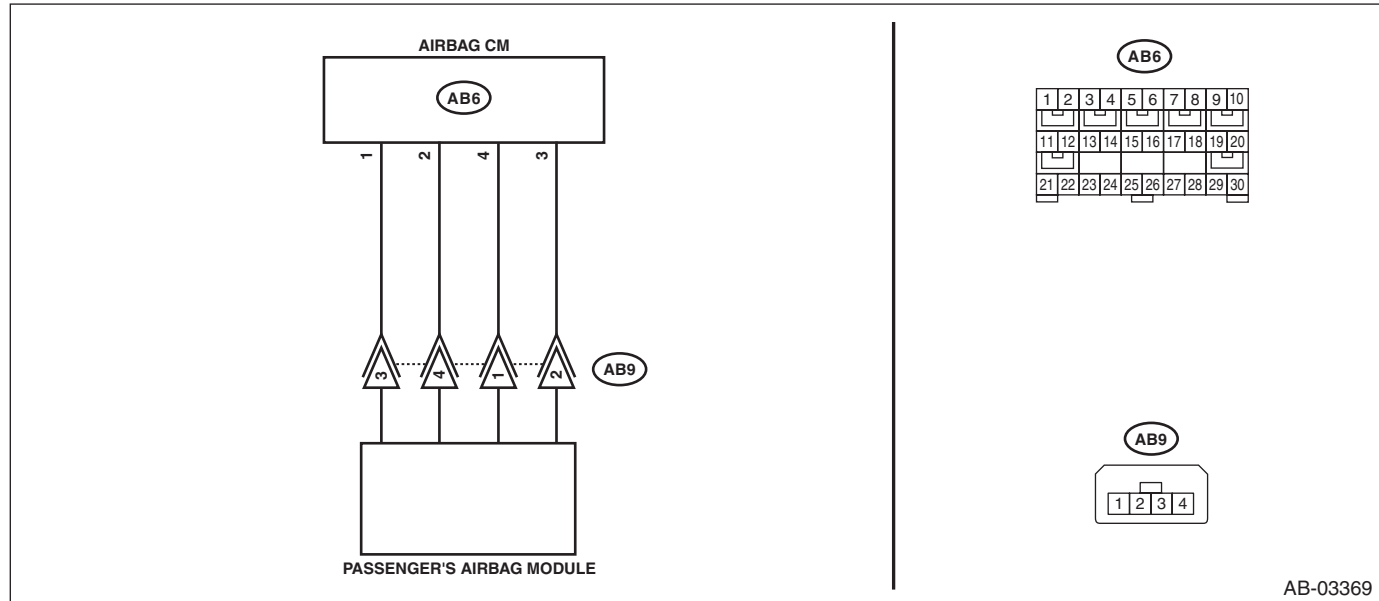 AIRBAG CM
AB6
1 2 4 3
3 4 1 2
AB9
PASSENGER'S AIRBAG MODULE
AB6
1 2 3 4 5 6 7 8 9 10
11 12 13 14 15 16 17 18 19 20
21 22 23 24 25 26 27 28 29 30
AB9
1 2 3 4
AB-03369